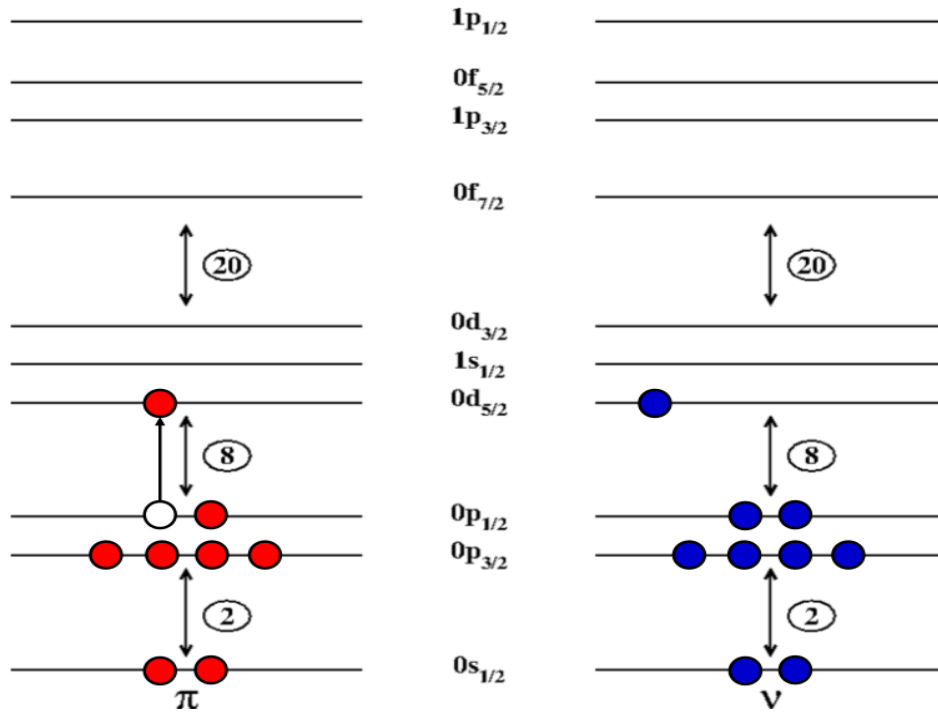 1p1/2
0f5/2
1p3/2
0f7/2
20 20
0d3/2
1s1/2
0d5/2
8 8
0p1/2
0p3/2
2 2
0s1/2
π ν